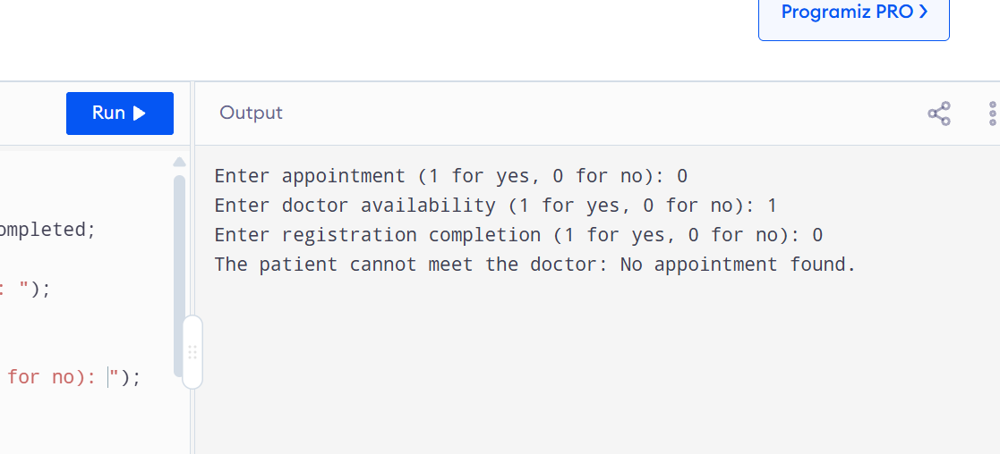 Programiz PRO >
Run
Output
ompleted;
: ");
for no): ");
Enter appointment (1 for yes, 0 for no): 0
Enter doctor availability (1 for yes, 0 for no): 1
Enter registration completion (1 for yes, 0 for no): 0
The patient cannot meet the doctor: No appointment found.